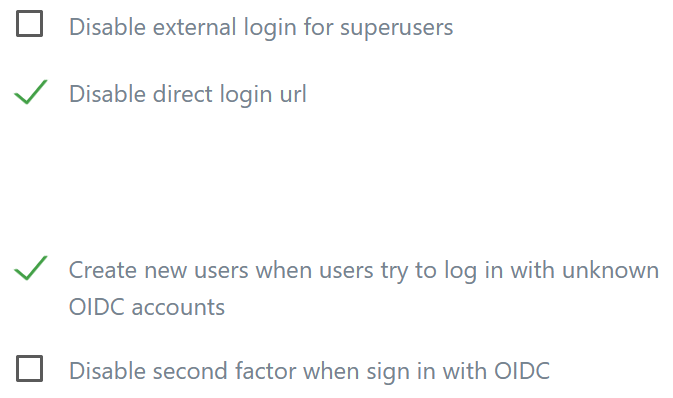 Disable external login for superusers
Disable direct login url
Create new users when users try to log in with unknown
OIDC accounts
Disable second factor when sign in with OIDC